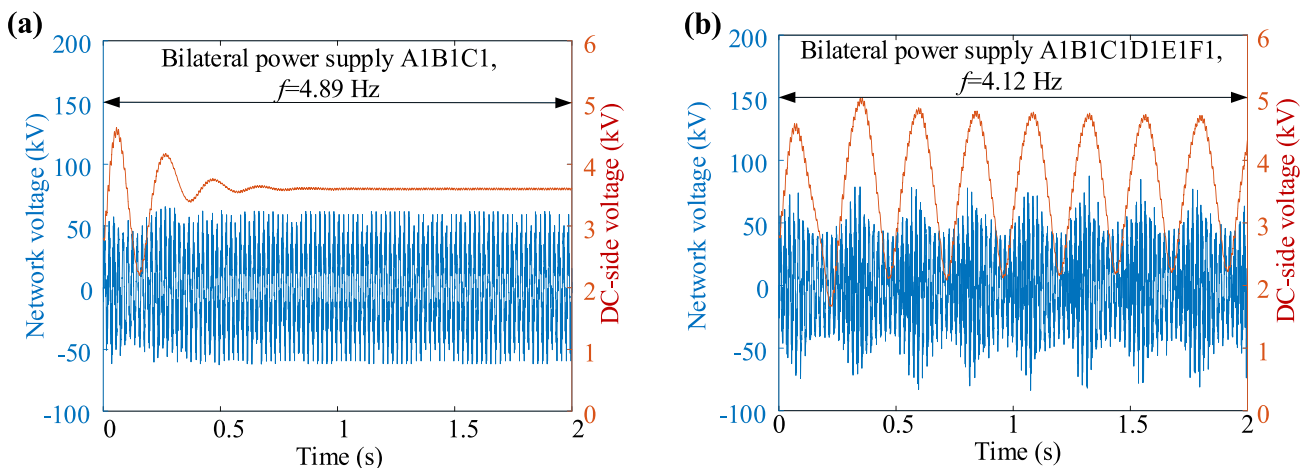 (a)
Bilateral power supply A1B1C1,
f=4.89 Hz
Network voltage (kV)
200
150
100
50
0
-50
-100
DC-side voltage (kV)
6
5
4
3
2
1
0
0 0.5 1 1.5 2
Time (s)
(b)
Bilateral power supply A1B1C1D1E1F1,
f=4.12 Hz
Network voltage (kV)
200
150
100
50
0
-50
-100
DC-side voltage (kV)
6
5
4
3
2
1
0
0 0.5 1 1.5 2
Time (s)